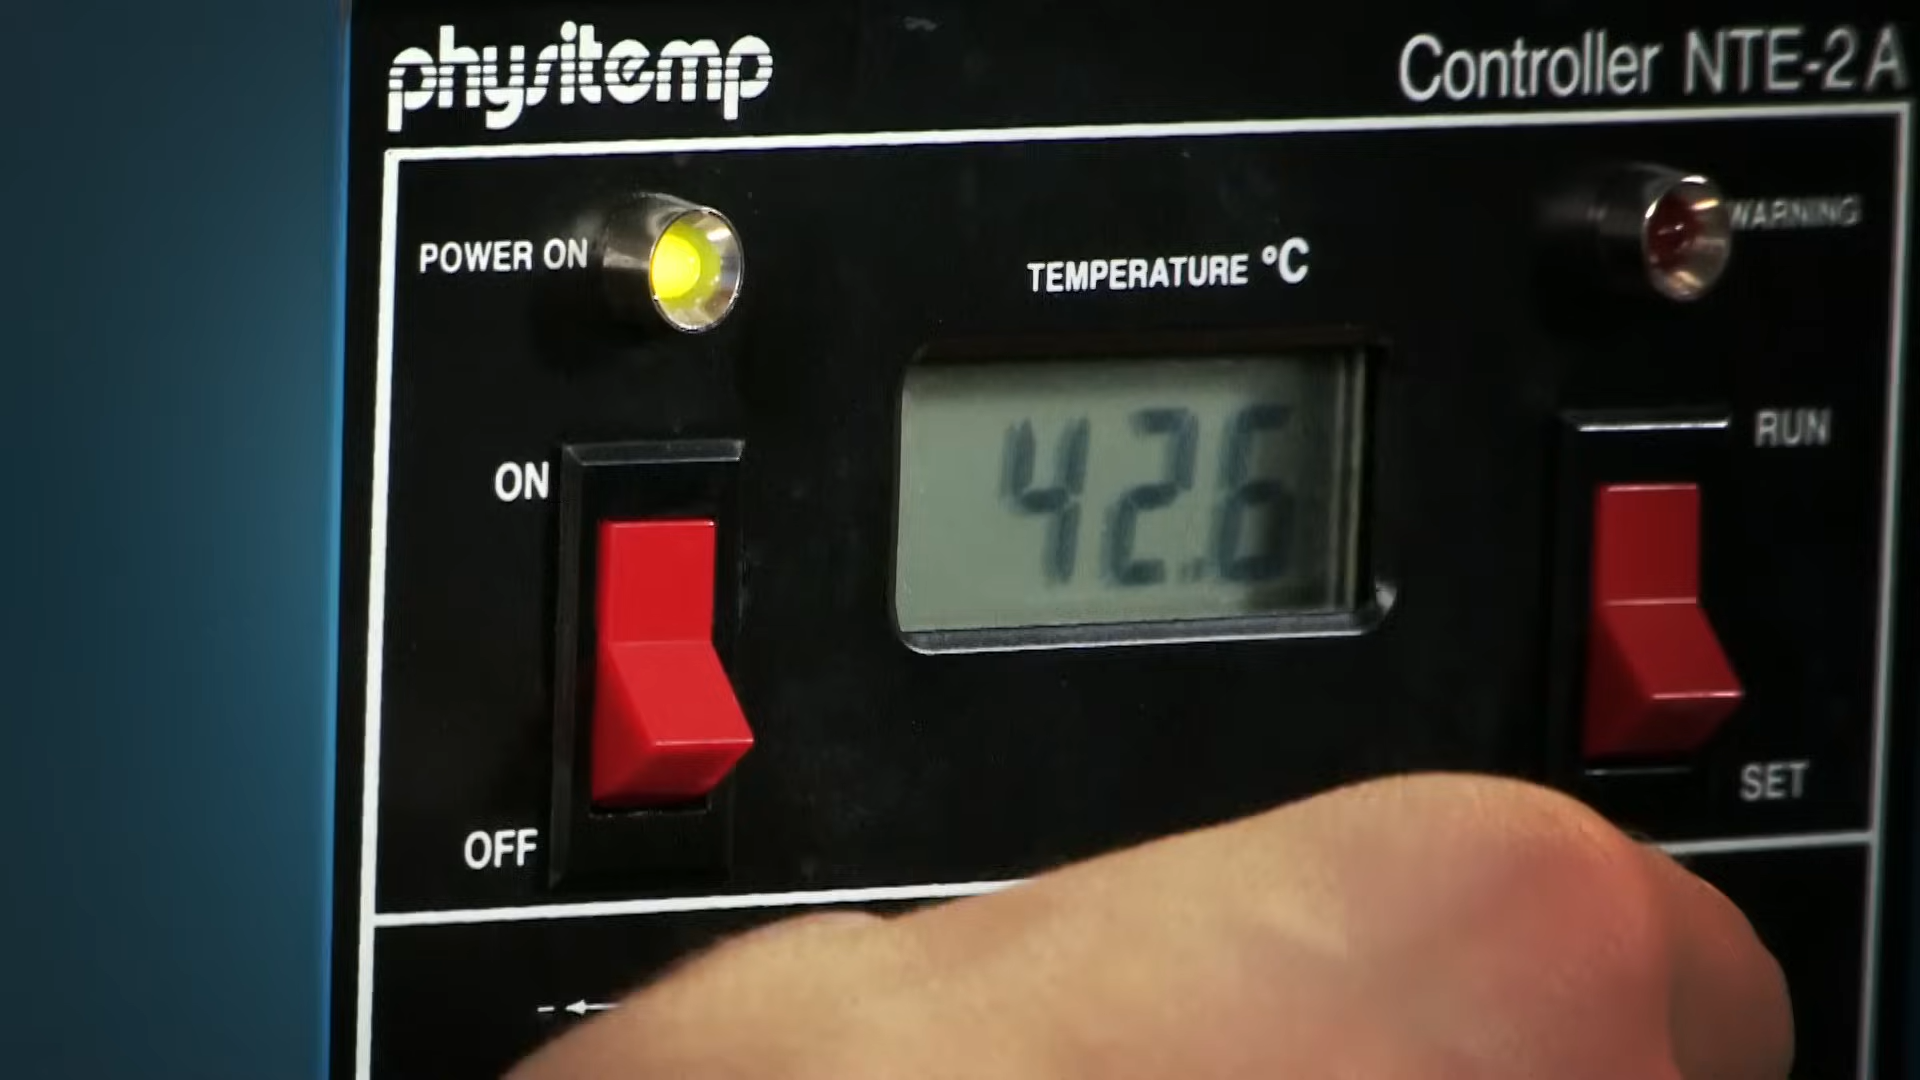 physitemp
Controller NTE-2A
POWER ON
WARNING
TEMPERATURE °C
42.6
ON
RUN
OFF
SET